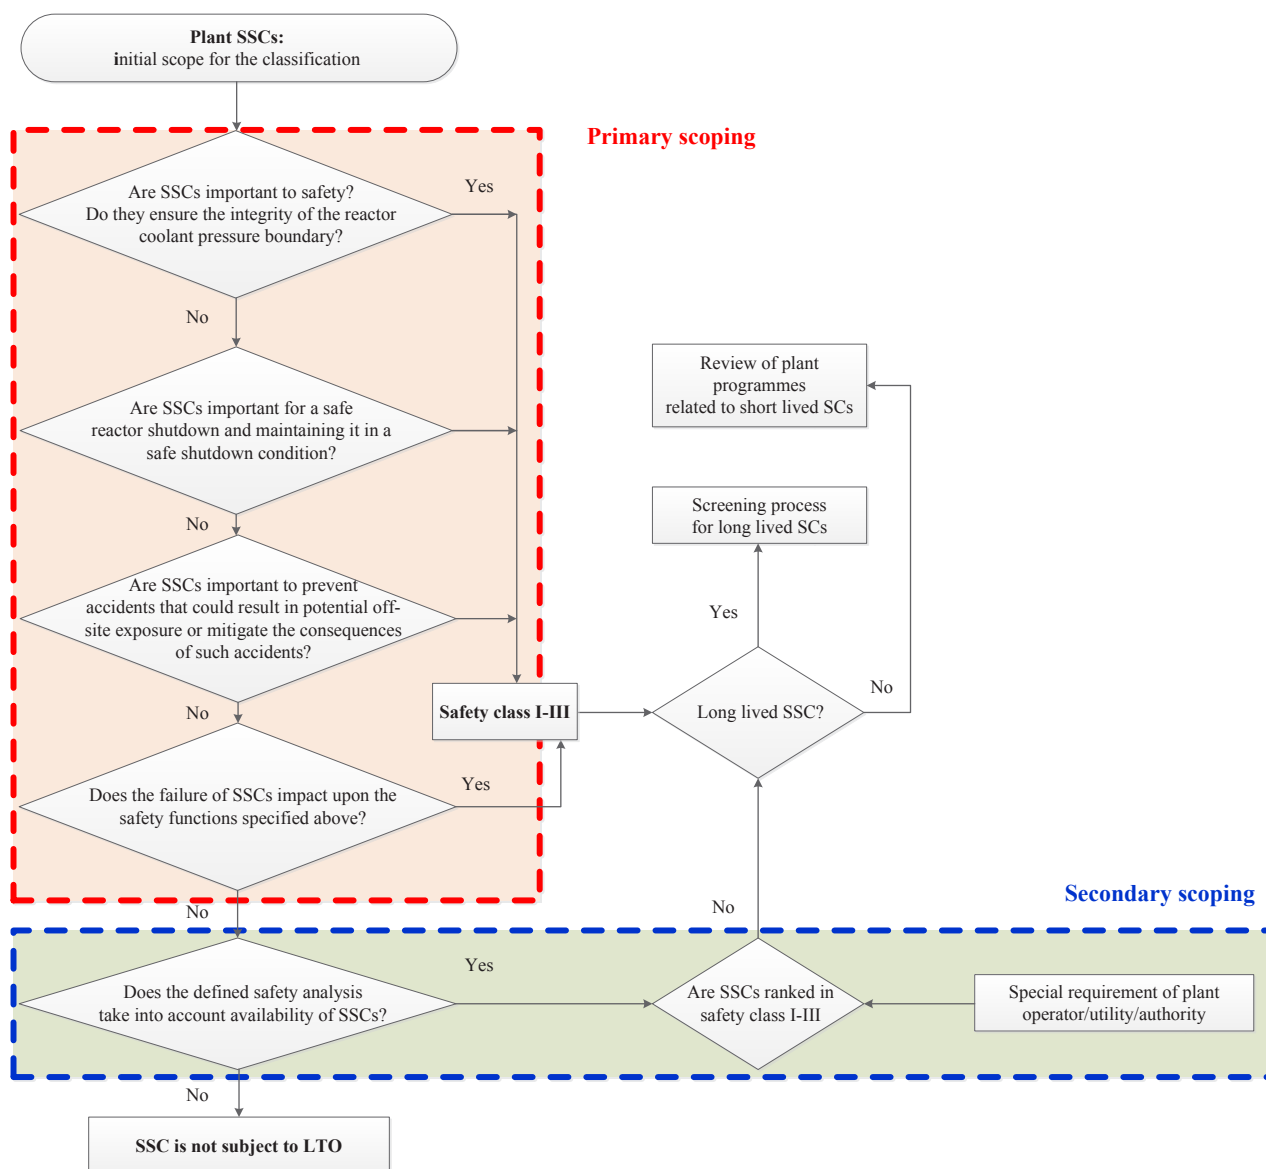 Plant SSCs:
initial scope for the classification
Primary scoping
Are SSCs important to safety?
Do they ensure the integrity of the reactor
coolant pressure boundary?
Yes
No
Are SSCs important for a safe
reactor shutdown and maintaining it in a
safe shutdown condition?
No
Are SSCs important to prevent
accidents that could result in potential off-
site exposure or mitigate the consequences
of such accidents?
No
Does the failure of SSCs impact upon the
safety functions specified above?
Yes
Safety class I-III
Review of plant
programmes
related to short lived SCs
Screening process
for long lived SCs
Yes
Long lived SSC?
No
No
Secondary scoping
No
Does the defined safety analysis
take into account availability of SSCs?
Yes
Are SSCs ranked in
safety class I-III
Special requirement of plant
operator/utility/authority
No
SSC is not subject to LTO